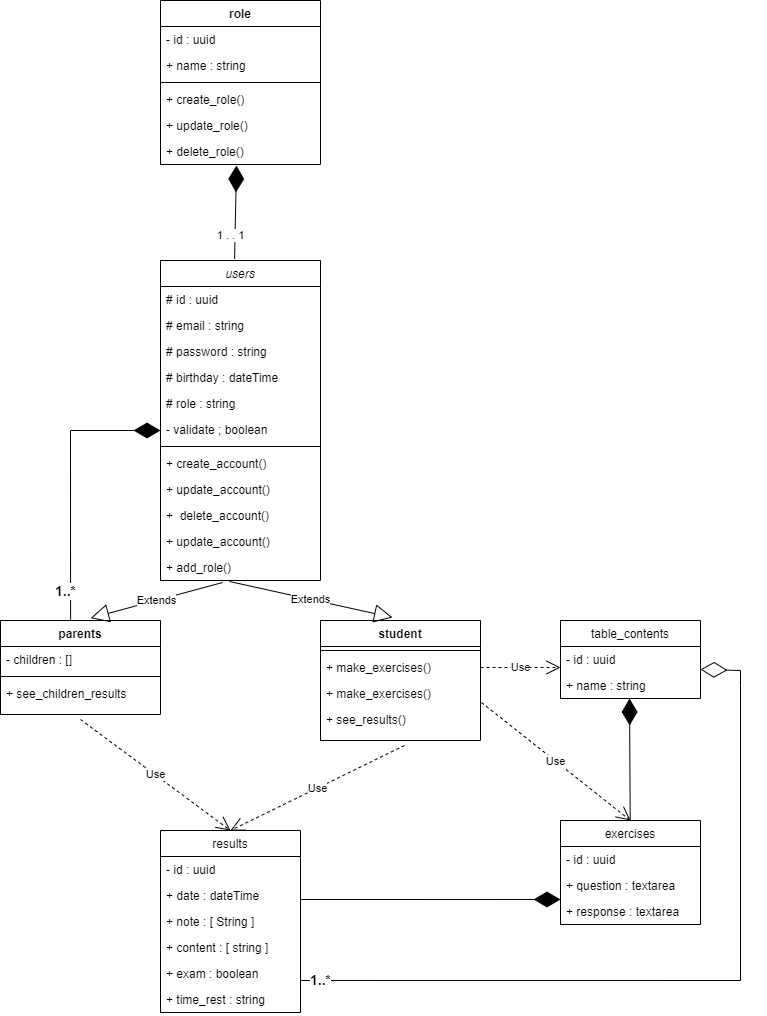 role
- id : uuid
+ name : string
+ create_role()
+ update_role()
+ delete_role()
1 . . 1
users
# id : uuid
# email : string
# password : string
# birthday : dateTime
# role : string
- validate ; boolean
+ create_account()
+ update_account()
+  delete_account()
+ update_account()
+ add_role()
1..*
Extends
Extends
parents
- children : []
+ see_children_results
student
+ make_exercises()
+ make_exercises()
+ see_results()
Use
table_contents
- id : uuid
+ name : string
Use
Use
Use
results
- id : uuid
+ date : dateTime
+ note : [ String ]
+ content : [ string ]
+ exam : boolean
+ time_rest : string
exercises
- id : uuid
+ question : textarea
+ response : textarea
1..*